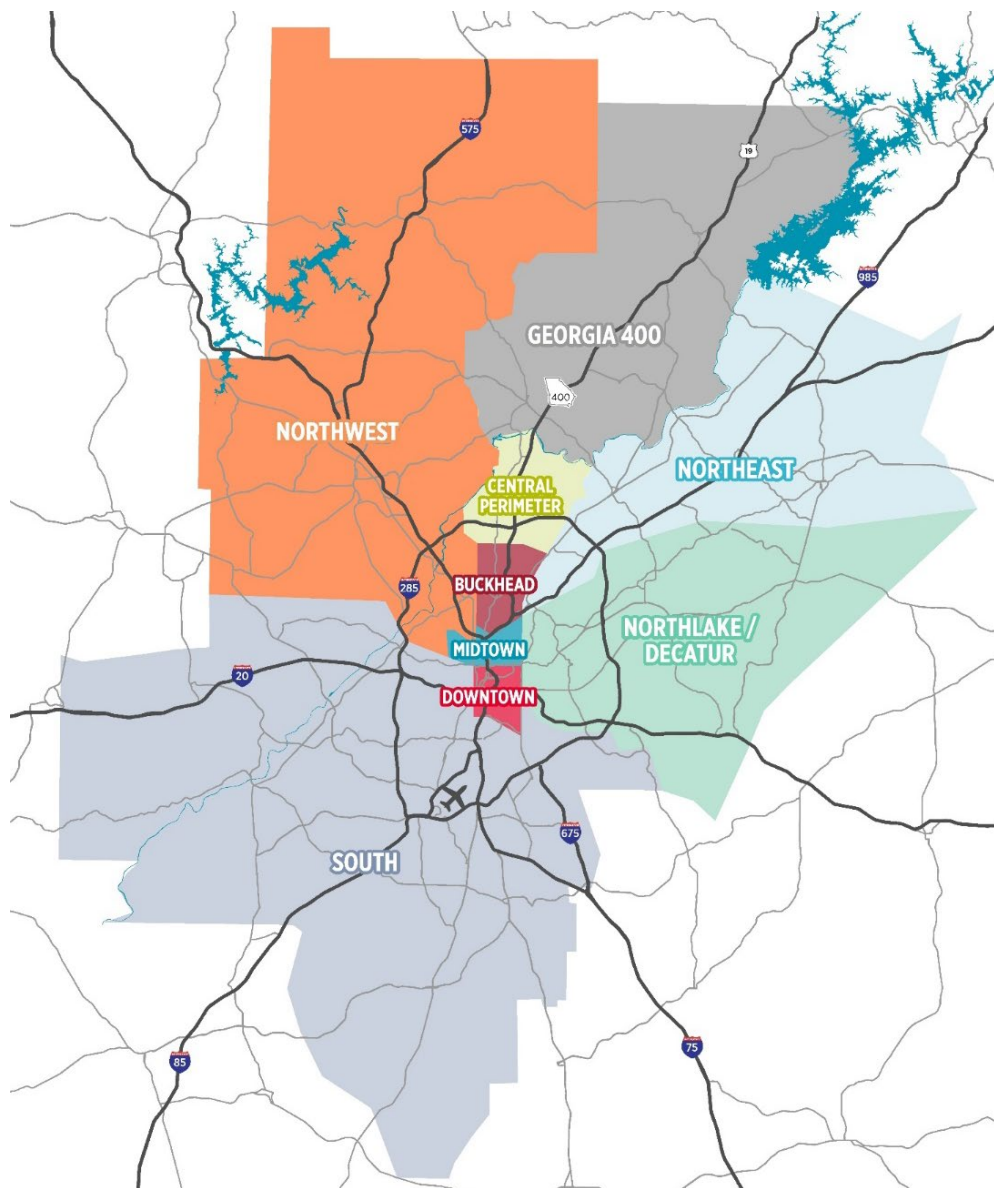 575
19
985
GEORGIA 400
400
NORTHWEST
NORTHEAST
CENTRAL
PERIMETER
285
BUCKHEAD
NORTHLAKE /
DECATUR
MIDTOWN
20
DOWNTOWN
675
SOUTH
75
85